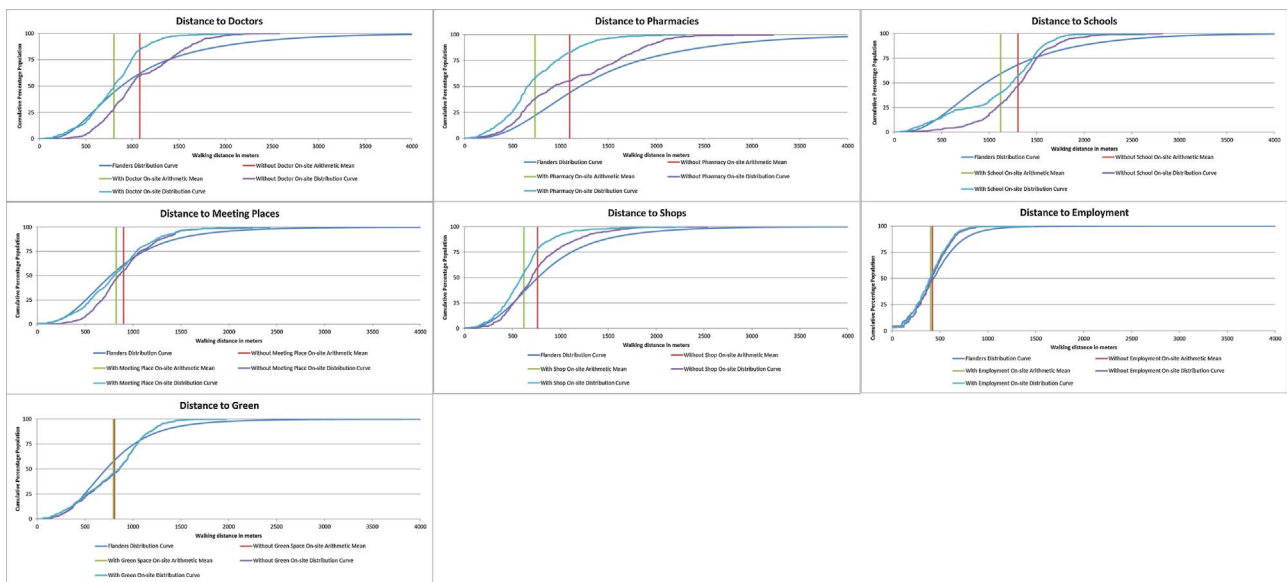 Distance to Doctors
Cumulative Percentage Population
100
75
50
25
0
0 500 1000 1500 2000 2500 3000 3500 4000
Walking distance in meters
Flanders Distribution Curve
Without Doctor On-site Arithmetic Mean
With Doctor On-site Arithmetic Mean
Without Doctor On-site Distribution Curve
With Doctor On-site Distribution Curve
Distance to Pharmacies
Cumulative Percentage Population
100
75
50
25
0
0 500 1000 1500 2000 2500 3000 3500 4000
Walking distance in meters
Flanders Distribution Curve
Without Pharmacy On-site Arithmetic Mean
With Pharmacy On-site Arithmetic Mean
Without Pharmacy On-site Distribution Curve
With Pharmacy On-site Distribution Curve
Distance to Schools
Cumulative Percentage Population
100
75
50
25
0
0 500 1000 1500 2000 2500 3000 3500 4000
Walking distance in meters
Flanders Distribution Curve
Without School On-site Arithmetic Mean
With School On-site Arithmetic Mean
Without School On-site Distribution Curve
With School On-site Distribution Curve
Distance to Meeting Places
Cumulative Percentage Population
100
75
50
25
0
0 500 1000 1500 2000 2500 3000 3500 4000
Walking distance in meters
Flanders Distribution Curve
Without Meeting Place On-site Arithmetic Mean
With Meeting Place On-site Arithmetic Mean
Without Meeting Place On-site Distribution Curve
With Meeting Place On-site Distribution Curve
Distance to Shops
Cumulative Percentage Population
100
75
50
25
0
0 500 1000 1500 2000 2500 3000 3500 4000
Walking distance in meters
Flanders Distribution Curve
Without Shop On-site Arithmetic Mean
With Shop On-site Arithmetic Mean
Without Shop On-site Distribution Curve
With Shop On-site Distribution Curve
Distance to Employment
Cumulative Percentage Population
100
75
50
25
0
0 500 1000 1500 2000 2500 3000 3500 4000
Walking distance in meters
Flanders Distribution Curve
Without Employment On-site Arithmetic Mean
With Employment On-site Arithmetic Mean
Without Employment On-site Distribution Curve
With Employment On-site Distribution Curve
Distance to Green
Cumulative Percentage Population
100
75
50
25
0
0 500 1000 1500 2000 2500 3000 3500 4000
Walking distance in meters
Flanders Distribution Curve
Without Green Space On-site Arithmetic Mean
With Green Space On-site Arithmetic Mean
Without Green On-site Distribution Curve
With Green On-site Distribution Curve